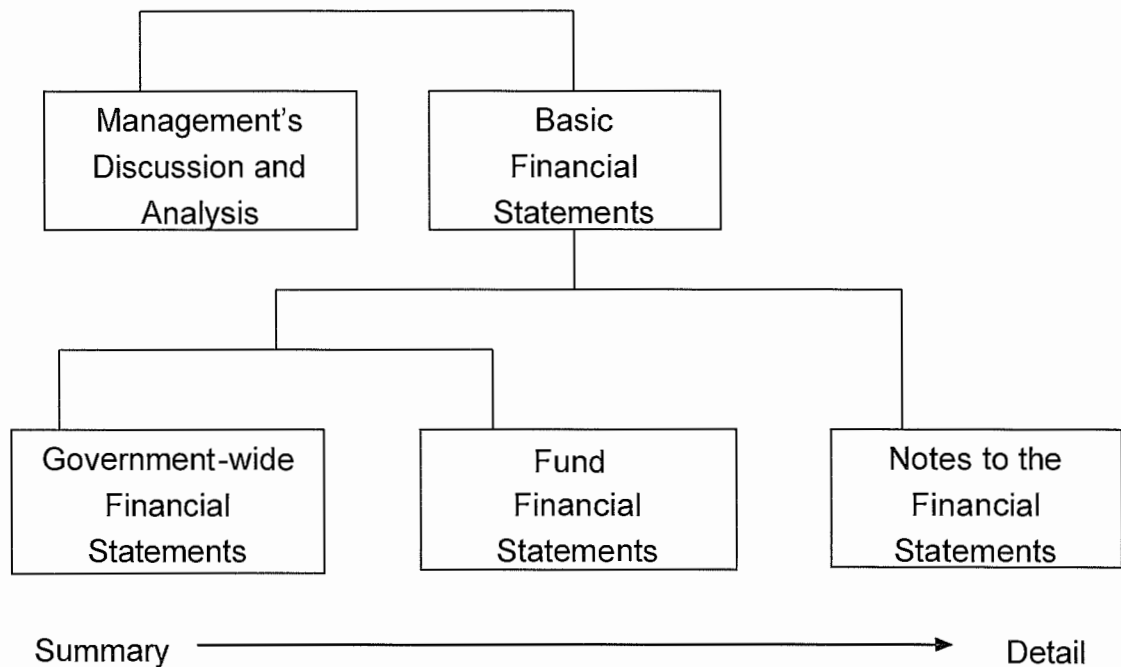 Management's
Discussion and
Analysis
Basic
Financial
Statements
Government-wide
Financial
Statements
Fund
Financial
Statements
Notes to the
Financial
Statements
Summary
Detail